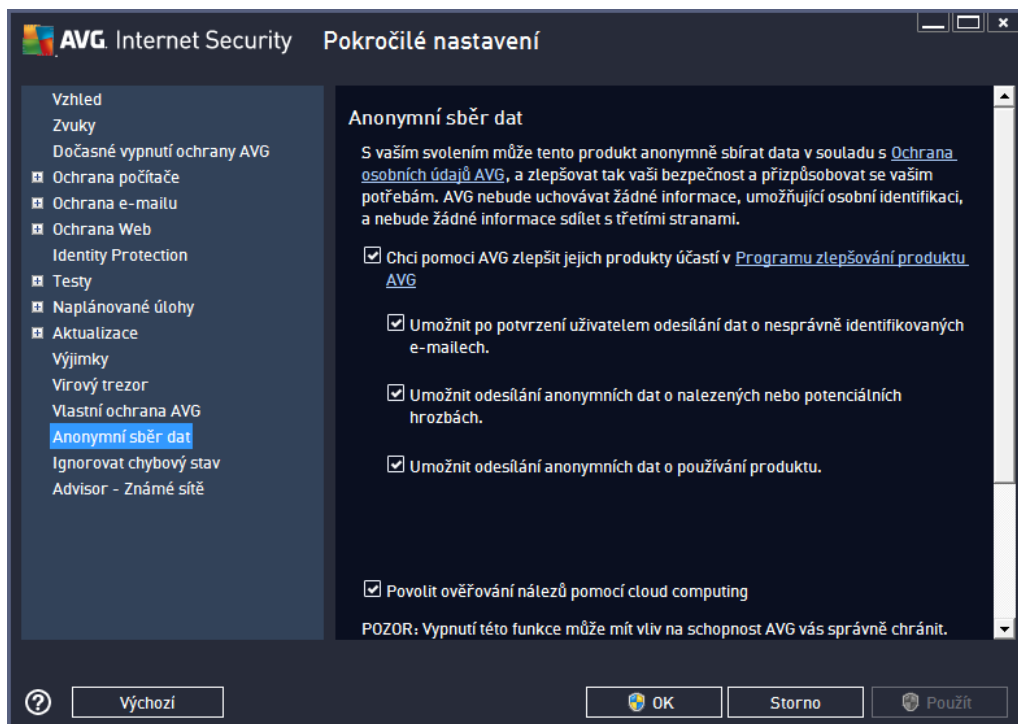 AVG. Internet Security Pokročilé nastavení
Vzhled
Zvuky
Dočasné vypnutí ochrany AVG
Ochrana počítače
Ochrana e-mailu
Ochrana Web
Identity Protection
Testy
Naplánované úlohy
Aktualizace
Výjimky
Virový trezor
Vlastní ochrana AVG
Anonymní sběr dat
Ignorovat chybový stav
Advisor - Známé sítě
Anonymní sběr dat
S vaším svolením může tento produkt anonymně sbírat data v souladu s Ochrana
osobních údajů AVG, a zlepšovat tak vaši bezpečnost a přizpůsobovat se vašim
potřebám. AVG nebude uchovávat žádné informace, umožňující osobní identifikaci,
a nebude žádné informace sdílet s třetími stranami.
Chci pomoci AVG zlepšit jejich produkty účastí v Programu zlepšování produktu
AVG
Umožnit po potvrzení uživatelem odesílání dat o nesprávně identifikovaných
e-mailech.
Umožnit odesílání anonymních dat o nalezených nebo potenciálních
hrozbách.
Umožnit odesílání anonymních dat o používání produktu.
Povolit ověřování nálezů pomocí cloud computing
POZOR: Vypnutí této funkce může mít vliv na schopnost AVG vás správně chránit.
Výchozí
OK
Storno
Použít